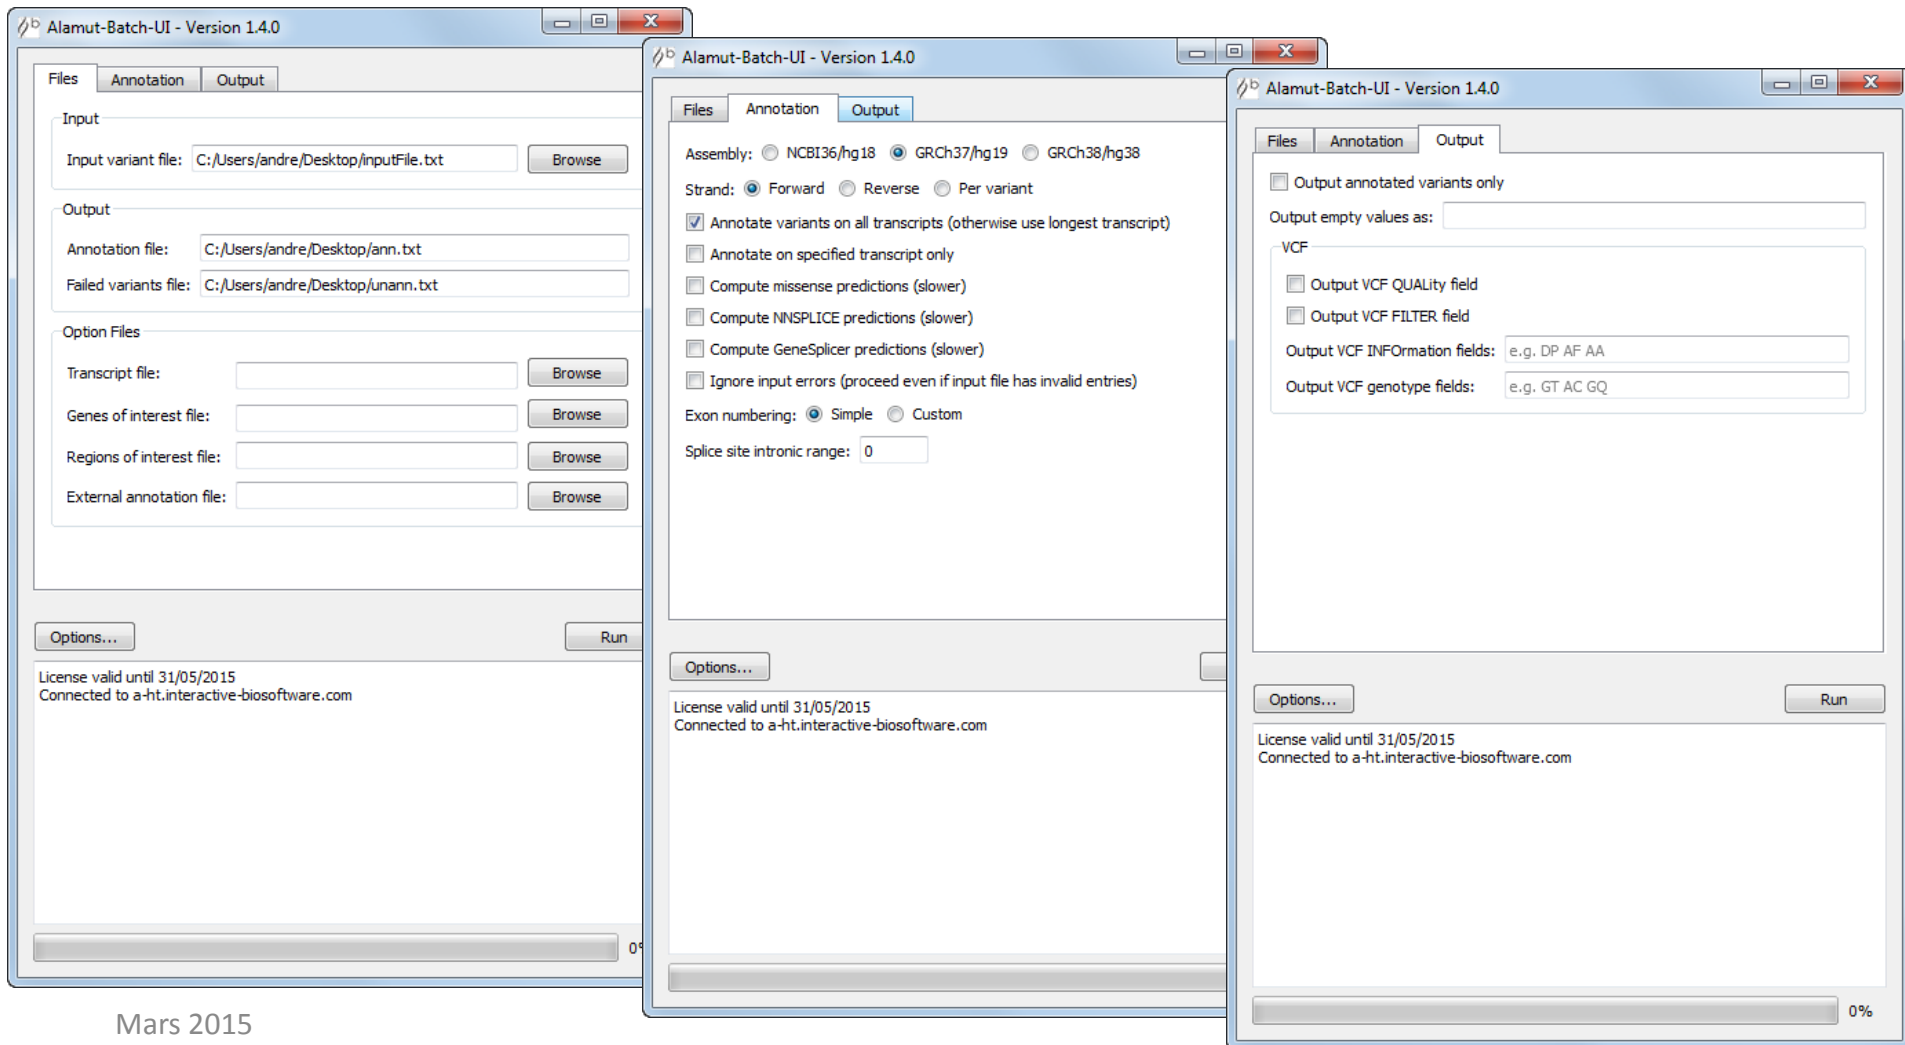 Alamut-Batch-UI - Version 1.4.0
Files Annotation Output
Input
Input variant file: C:/Users/andre/Desktop/inputFile.txt Browse
Output
Annotation file: C:/Users/andre/Desktop/ann.txt
Failed variants file: C:/Users/andre/Desktop/unann.txt
Option Files
Transcript file: Browse
Genes of interest file: Browse
Regions of interest file: Browse
External annotation file: Browse
Options... Run
License valid until 31/05/2015
Connected to a-ht.interactive-biosoftware.com
0%
Alamut-Batch-UI - Version 1.4.0
Files Annotation Output
Assembly: NCBI36/hg18 GRCh37/hg19 GRCh38/hg38
Strand: Forward Reverse Per variant
Annotate variants on all transcripts (otherwise use longest transcript)
Annotate on specified transcript only
Compute missense predictions (slower)
Compute NNSPLICE predictions (slower)
Compute GeneSplicer predictions (slower)
Ignore input errors (proceed even if input file has invalid entries)
Exon numbering: Simple Custom
Splice site intronic range: 0
Options...
License valid until 31/05/2015
Connected to a-ht.interactive-biosoftware.com
Alamut-Batch-UI - Version 1.4.0
Files Annotation Output
Output annotated variants only
Output empty values as:
VCF
Output VCF QUALity field
Output VCF FILTER field
Output VCF INFOrmation fields: e.g. DP AF AA
Output VCF genotype fields: e.g. GT AC GQ
Options... Run
License valid until 31/05/2015
Connected to a-ht.interactive-biosoftware.com
0%
Mars 2015